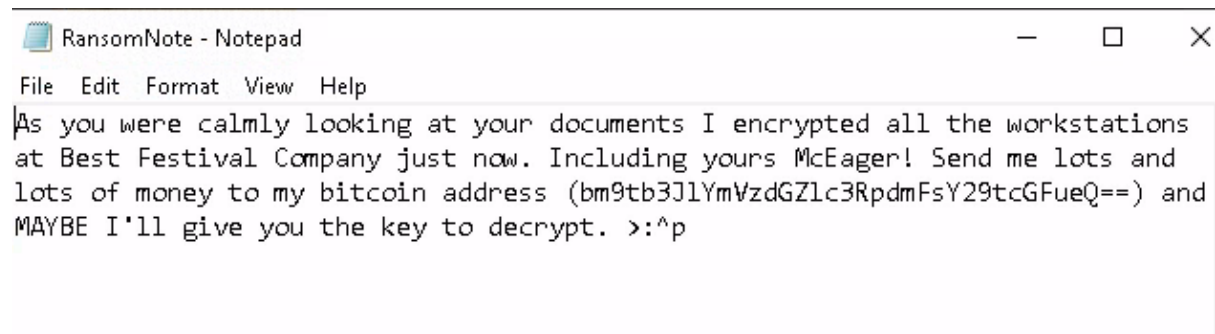 RansomNote - Notepad
File Edit Format View Help
As you were calmly looking at your documents I encrypted all the workstations
at Best Festival Company just now. Including yours McEager! Send me lots and
lots of money to my bitcoin address (bm9tb3JlYmVzdGZlc3RpdmFsY29tcGFueQ==) and
MAYBE I'll give you the key to decrypt. >:^p